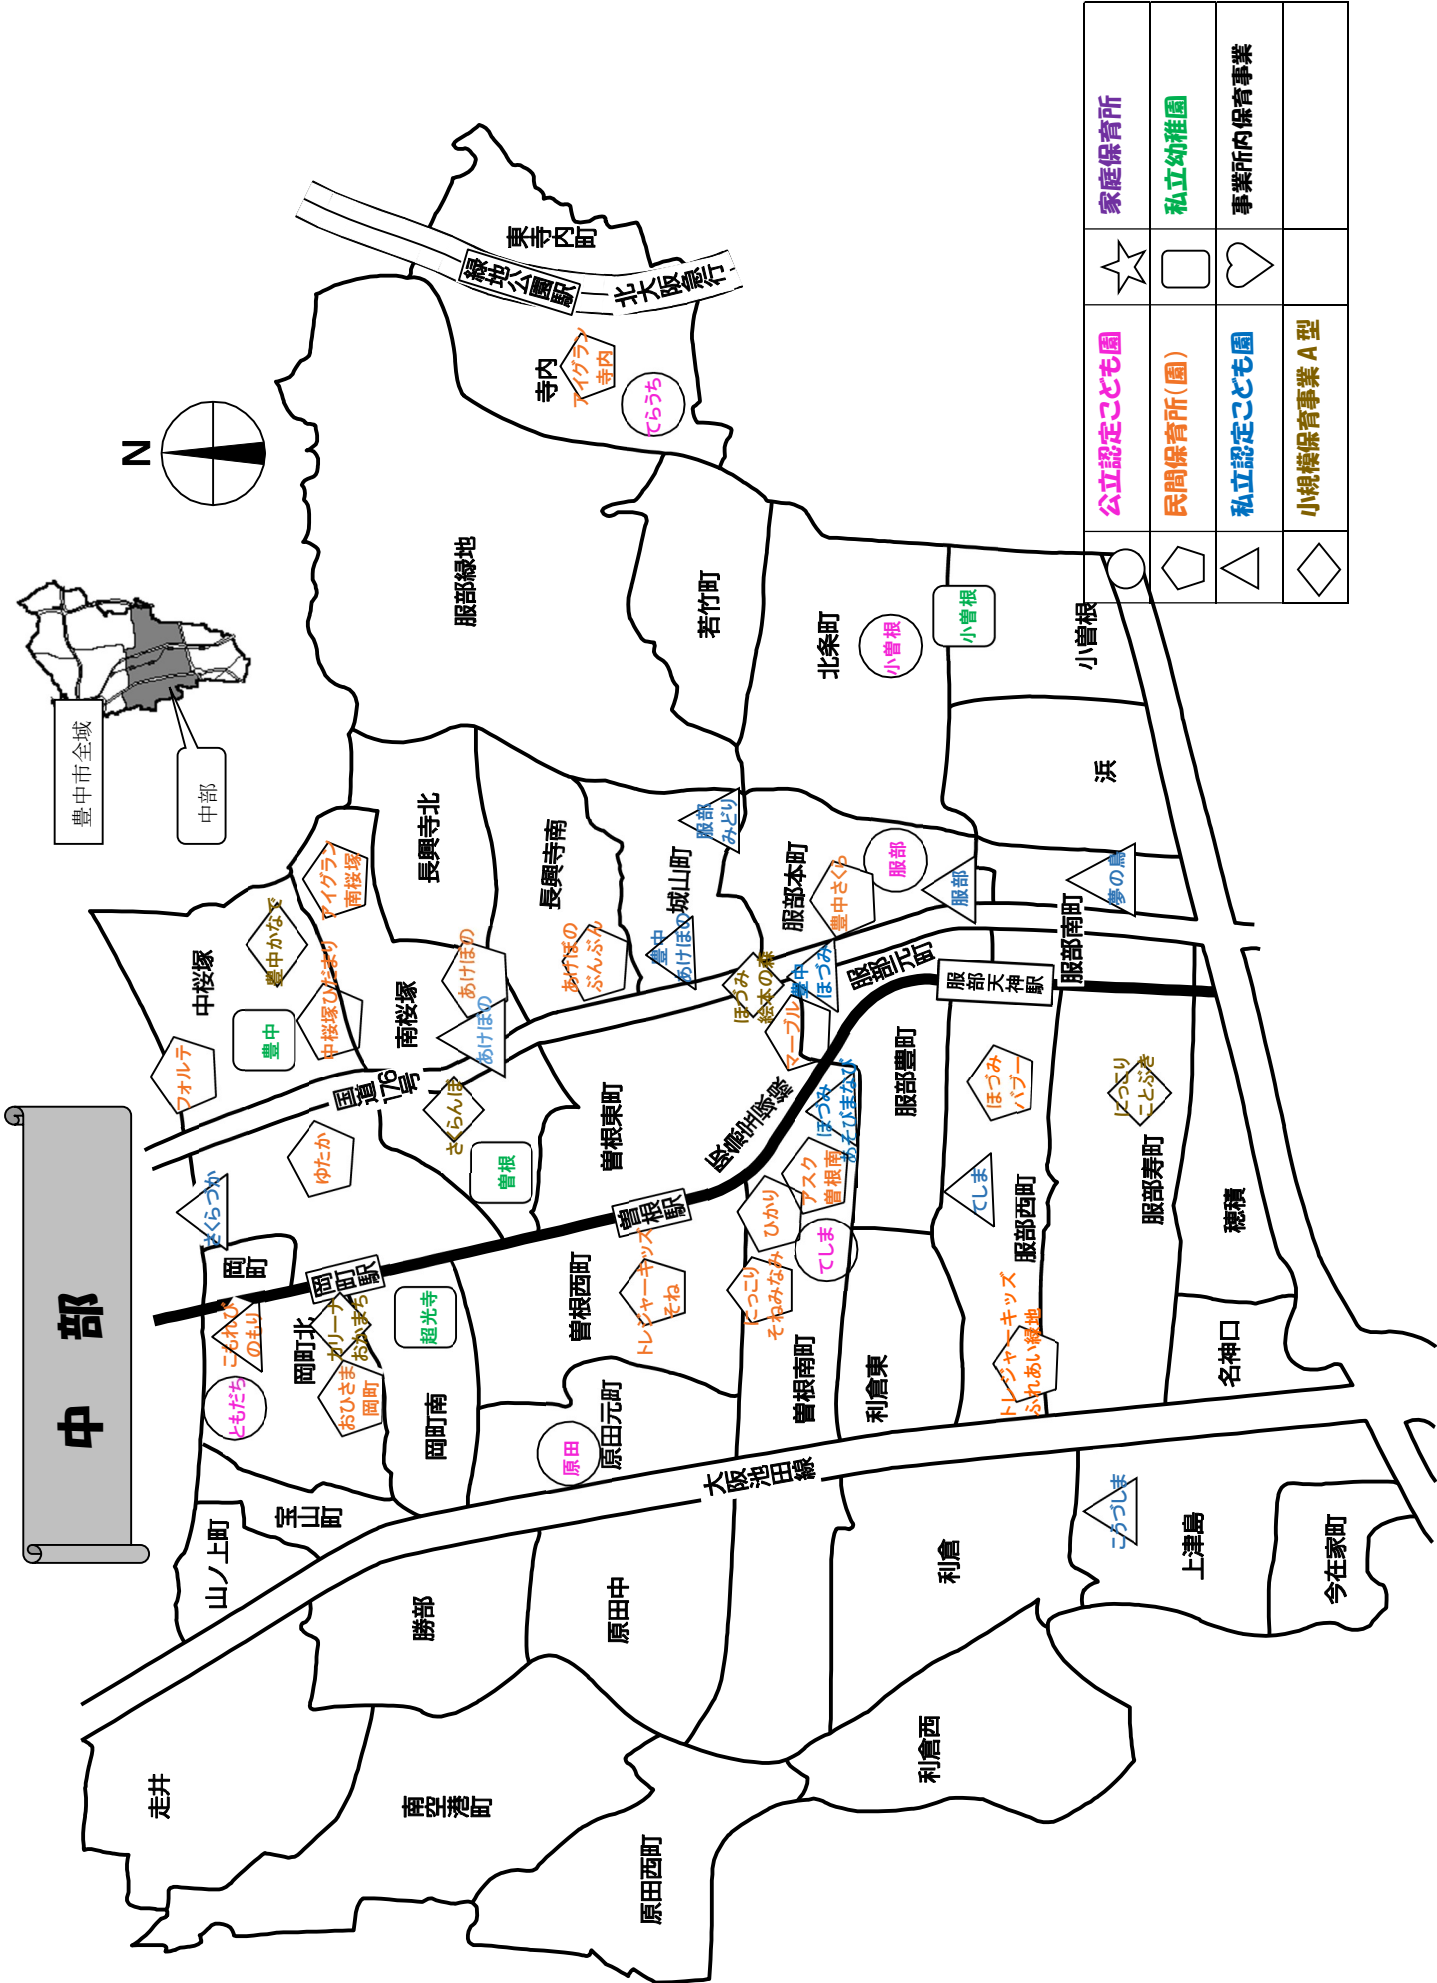 中部
N
豊中市全域
中部
東寺内町
緑地公園駅
北大阪急行
寺内
アイグラン
寺内
てらうち
服部緑地
若竹町
北条町
小曽根
小曽根
小曽根
浜
長興寺北
長興寺南
城山町
服部
みどり
服部本町
豊中さくら
服部
服部
夢の鳥
服部南町
中桜塚
アイグラン
南桜塚
豊中かなで
中桜塚ひだまり
豊中
フォルテ
南桜塚
あけぼの
あけぼの
あけぼの
ぶんぶん
豊中
あけぼの
ほづみ
絵本の森
豊中
ほづみ
マーブル
服部元町
服部
天神駅
国道
176
号
さくらんぼ
ゆたか
さくらづか
曽根
曽根東町
阪急宝塚線
曽根駅
ほづみ
あそびまなび
アスク
曽根南
ひかり
てしま
にっこり
そねみなみ
服部豊町
ほづみ
バブー
にっこり
ことぶき
てしま
服部西町
服部寿町
穂積
岡町
岡町駅
こもれび
のもり
岡町北
カリーナ
おかまち
超光寺
ともだち
おひさま
岡町
岡町南
曽根西町
トレジャーキッズ
そね
原田元町
原田
曽根南町
利倉東
トレジャーキッズ
ふれあい緑地
名神口
大阪池田線
宝山町
山ノ上町
勝部
原田中
利倉
こうづしま
上津島
今在家町
走井
南空港町
原田西町
利倉西
公立認定こども園
家庭保育所
民間保育所(園)
私立幼稚園
私立認定こども園
事業所内保育事業
小規模保育事業A型